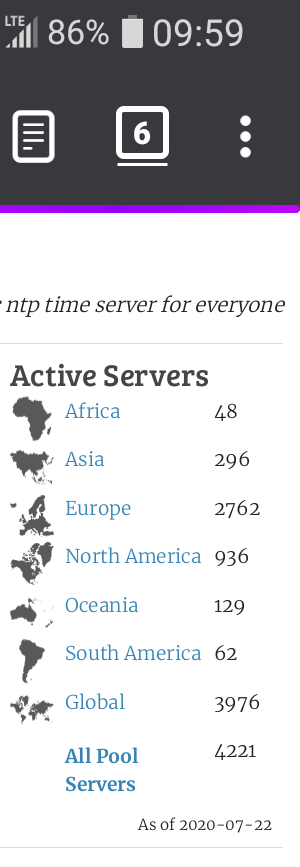 LTE 86% 09:59
6
ntp time server for everyone
Active Servers
Africa 48
Asia 296
Europe 2762
North America 936
Oceania 129
South America 62
Global 3976
All Pool 4221
Servers
As of 2020-07-22